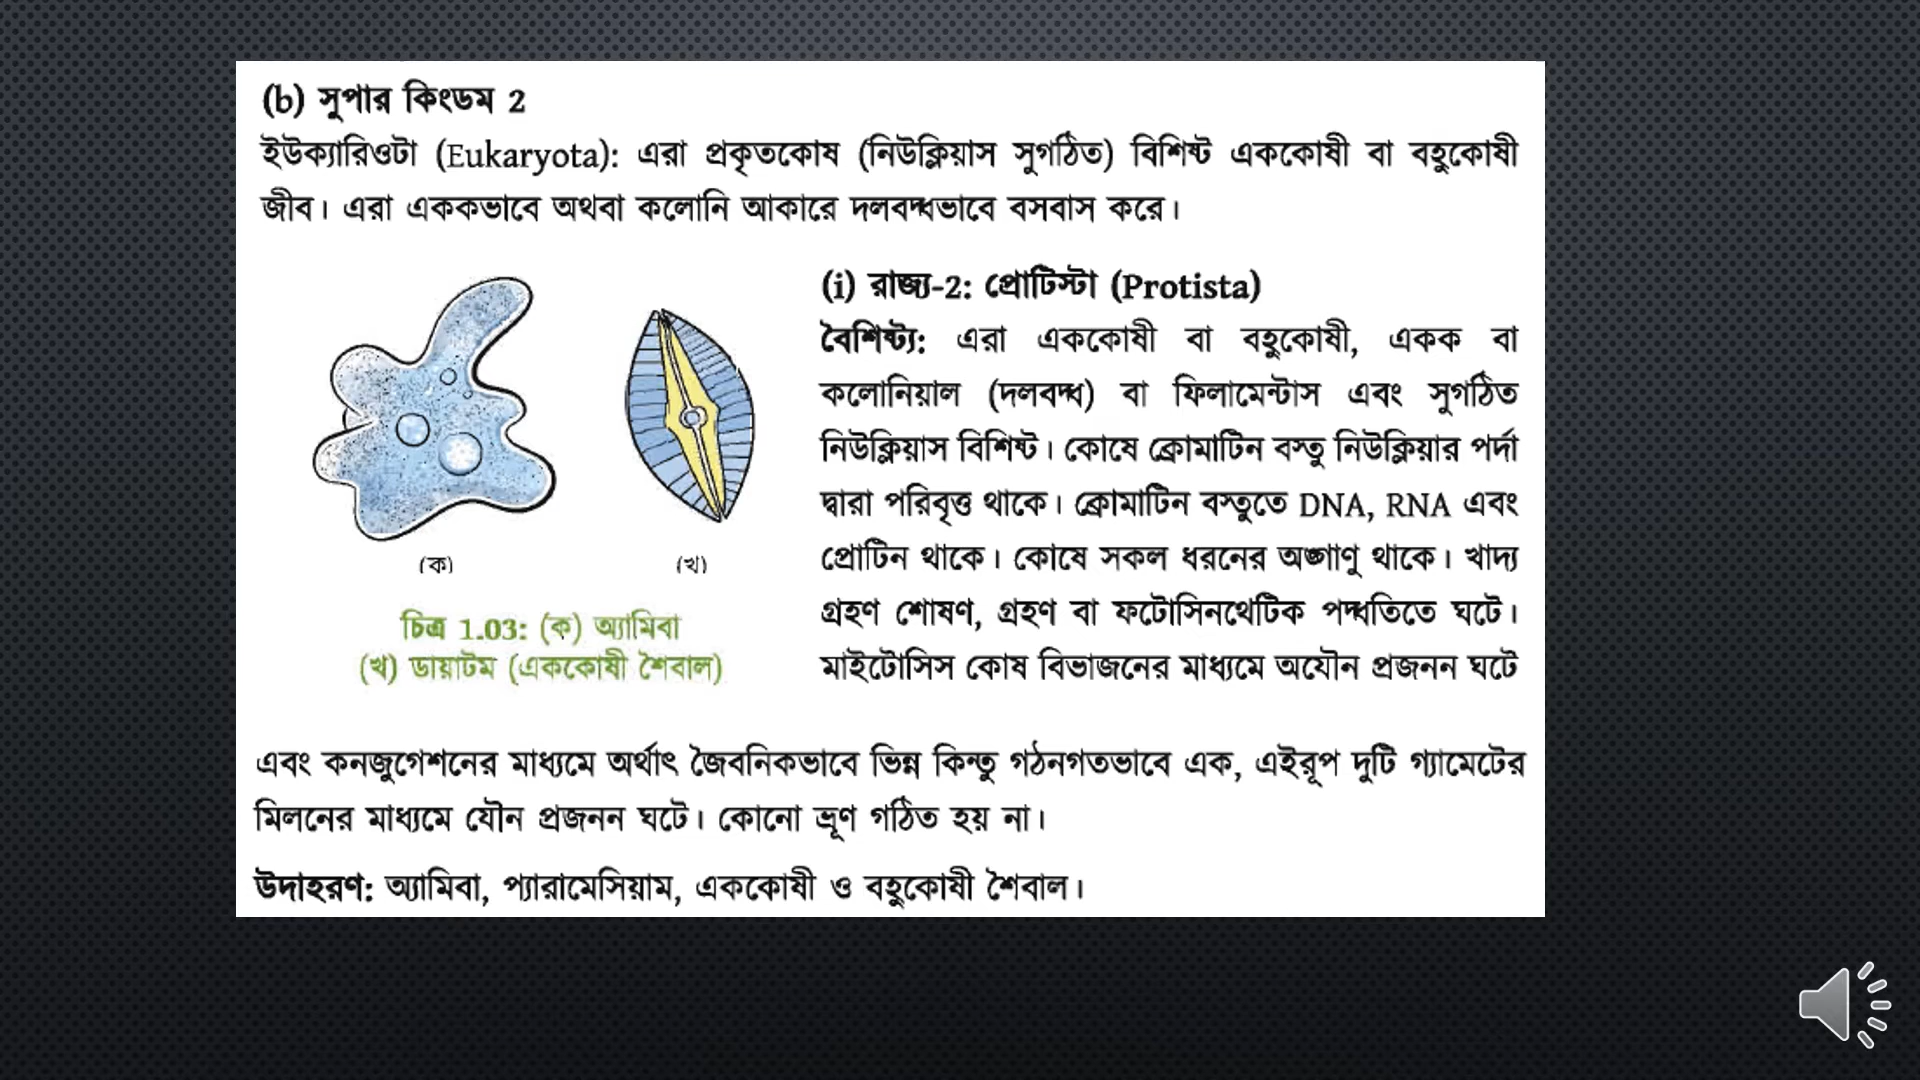 (b) সুপার কিংডম 2
ইউক্যারিওটা (Eukaryota): এরা প্রকৃতকোষ (নিউক্লিয়াস সুগঠিত) বিশিষ্ট এককোষী বা বহুকোষী
জীব। এরা এককভাবে অথবা কলোনি আকারে দলবদ্ধভাবে বসবাস করে।
(ক)
(খ)
চিত্র 1.03: (ক) অ্যামিবা
(খ) ডায়াটম (এককোষী শৈবাল)
(i) রাজ্য-2: প্রোটিস্টা (Protista)
বৈশিষ্ট্য: এরা এককোষী বা বহুকোষী, একক বা
কলোনিয়াল (দলবদ্ধ) বা ফিলামেন্টাস এবং সুগঠিত
নিউক্লিয়াস বিশিষ্ট। কোষে ক্রোমাটিন বস্তু নিউক্লিয়ার পর্দা
দ্বারা পরিবৃত্ত থাকে। ক্রোমাটিন বস্তুতে DNA, RNA এবং
প্রোটিন থাকে। কোষে সকল ধরনের অঙ্গাণু থাকে। খাদ্য
গ্রহণ শোষণ, গ্রহণ বা ফটোসিনথেটিক পদ্ধতিতে ঘটে।
মাইটোসিস কোষ বিভাজনের মাধ্যমে অযৌন প্রজনন ঘটে
এবং কনজুগেশনের মাধ্যমে অর্থাৎ জৈবনিকভাবে ভিন্ন কিন্তু গঠনগতভাবে এক, এইরূপ দুটি গ্যামেটের
মিলনের মাধ্যমে যৌন প্রজনন ঘটে। কোনো ভ্রূণ গঠিত হয় না।
উদাহরণ: অ্যামিবা, প্যারামেসিয়াম, এককোষী ও বহুকোষী শৈবাল।